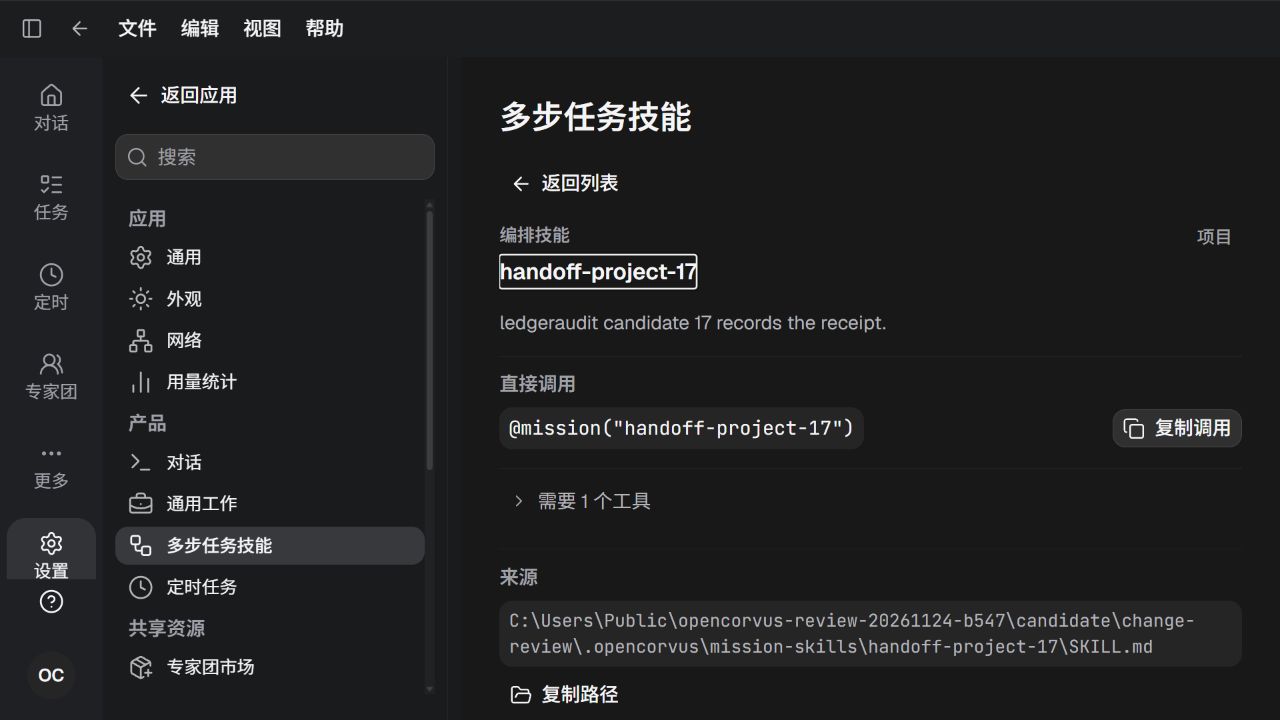 文件 编辑 视图 帮助
对话
任务
定时
专家团
更多
设置
OC
返回应用
搜索
应用
通用
外观
网络
用量统计
产品
对话
通用工作
多步任务技能
定时任务
共享资源
专家团市场
多步任务技能
返回列表
编排技能
项目
handoff-project-17
ledgeraudit candidate 17 records the receipt.
直接调用
@mission("handoff-project-17")
复制调用
需要 1 个工具
来源
C:\Users\Public\opencorvus-review-20261124-b547\candidate\change-
review\.opencorvus\mission-skills\handoff-project-17\SKILL.md
复制路径